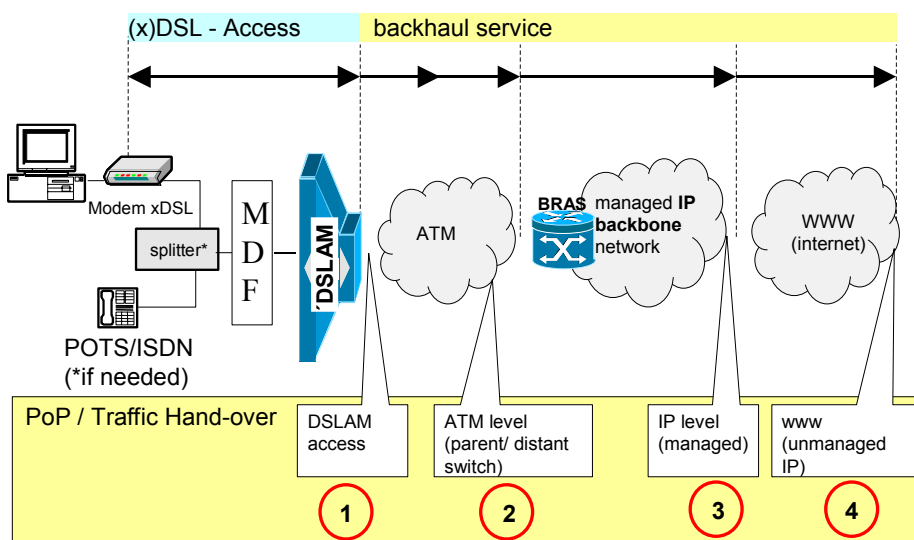 (x)DSL - Access
backhaul service
Modem xDSL
splitter*
M
D
F
´DSLAM
ATM
BRAS
managed IP
backbone
network
WWW
(internet)
POTS/ISDN
(*if needed)
PoP / Traffic Hand-over
DSLAM
access
ATM level
(parent/ distant
switch)
IP level
(managed)
www
(unmanaged
IP)
1
2
3
4